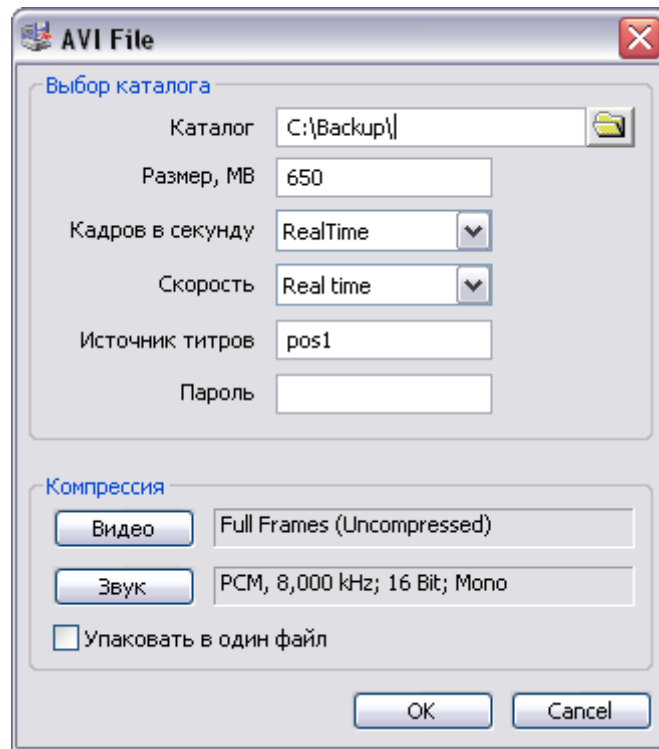 AVI File
Выбор каталога
Каталог C:\Backup\
Размер, MB 650
Кадров в секунду RealTime
Скорость Real time
Источник титров pos1
Пароль
Компрессия
Видео Full Frames (Uncompressed)
Звук PCM, 8,000 kHz; 16 Bit; Mono
Упаковать в один файл
OK Cancel